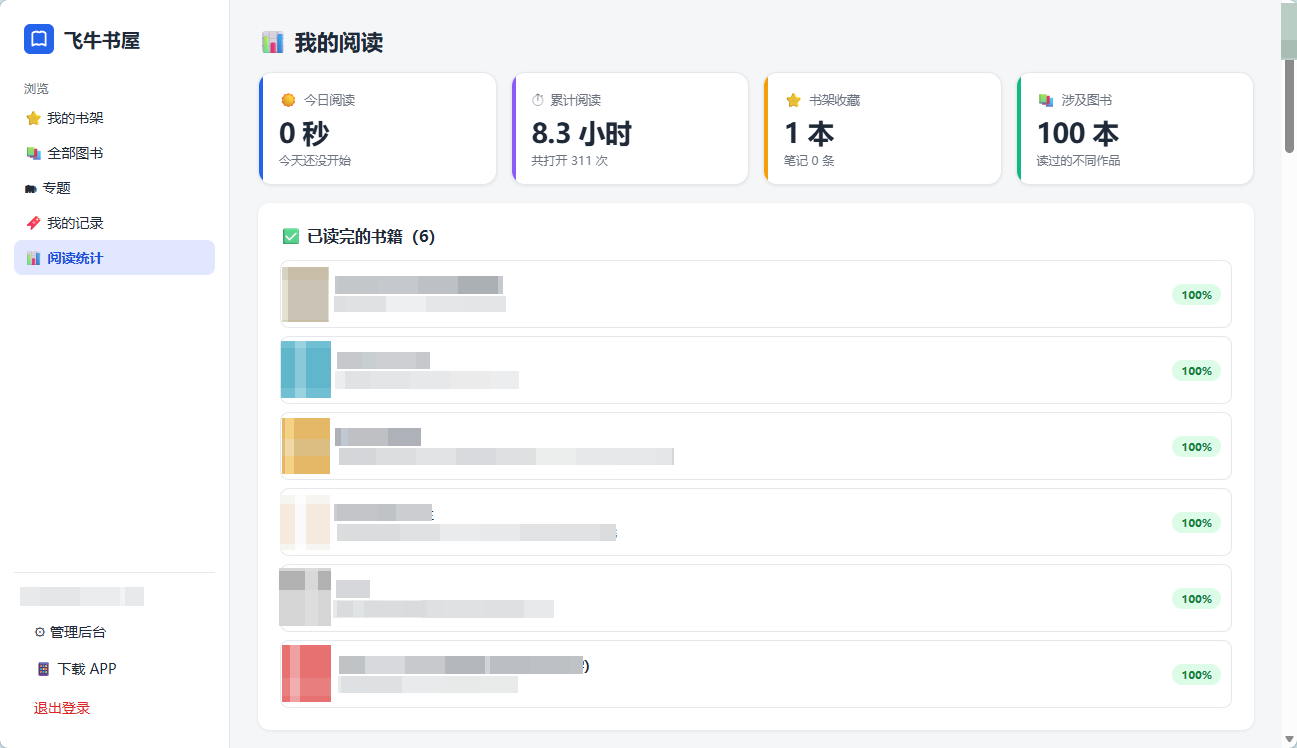 飞牛书屋
浏览
我的书架
全部图书
专题
我的记录
阅读统计
管理后台
下载 APP
退出登录
我的阅读
今日阅读
0 秒
今天还没开始
累计阅读
8.3 小时
共打开 311 次
书架收藏
1 本
笔记 0 条
涉及图书
100 本
读过的不同作品
已读完的书籍（6）
100%
100%
100%
100%
100%
100%